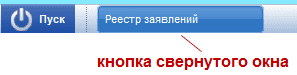 Пуск
Реестр заявлений
кнопка свернутого окна